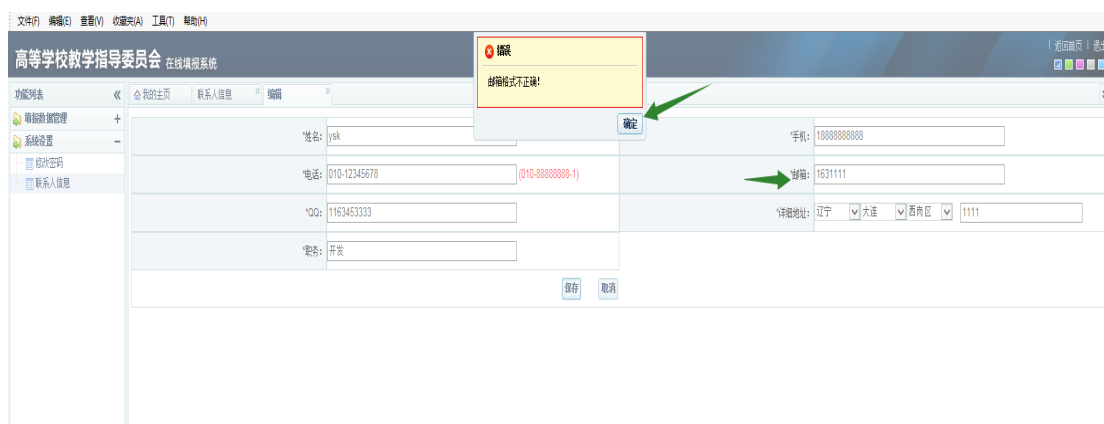 文件(F) 编辑(E) 查看(V) 收藏夹(A) 工具(T) 帮助(H)
高等学校教学指导委员会 在线填报系统
返回首页 | 退出
错误
邮箱格式不正确!
确定
功能列表
我的主页 联系人信息 编辑
填报数据管理
系统设置
修改密码
联系人信息
*姓名: ysk *手机: 18888888888
*电话: 010-12345678 (010-88888888-1) *邮箱: 1631111
*QQ: 1163453333 *详细地址: 辽宁 大连 西岗区 1111
*职务: 开发
保存 取消